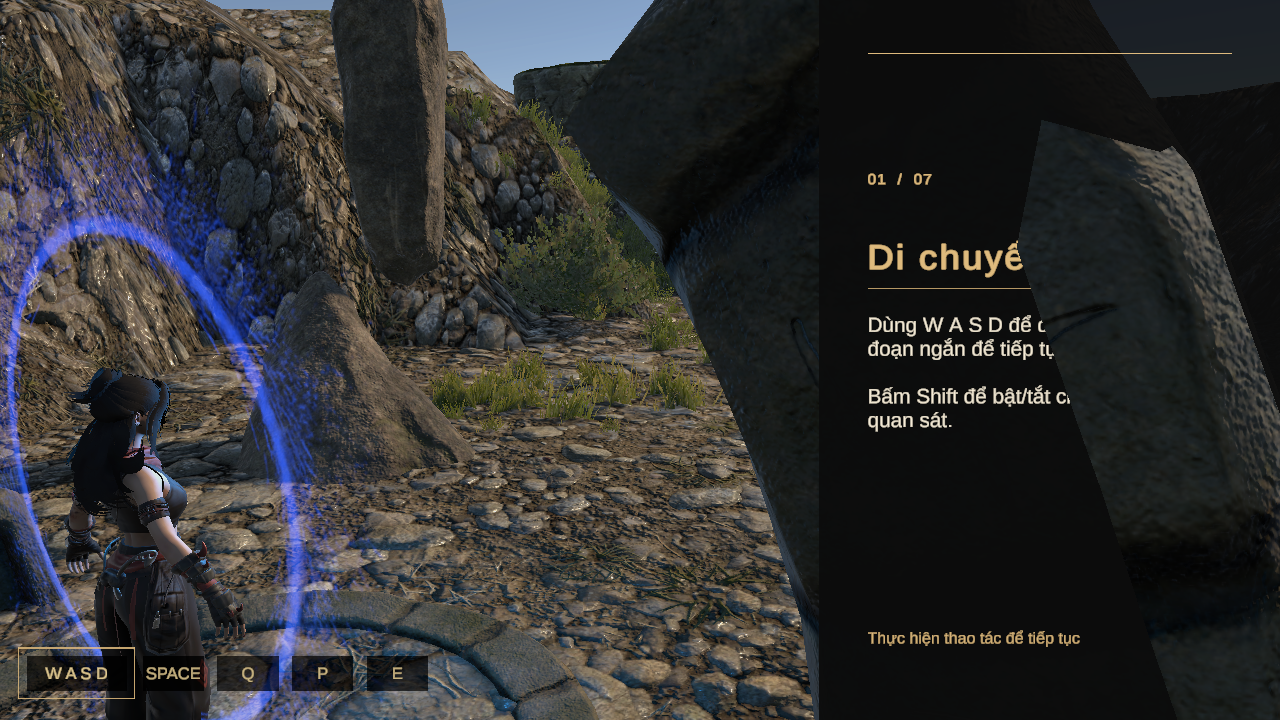 01 / 07
Di chuyể
Dùng W A S D để
đoạn ngắn để tiếp
Bấm Shift để bật/tắt
quan sát.
Thực hiện thao tác để tiếp tục
WASD SPACE Q P E